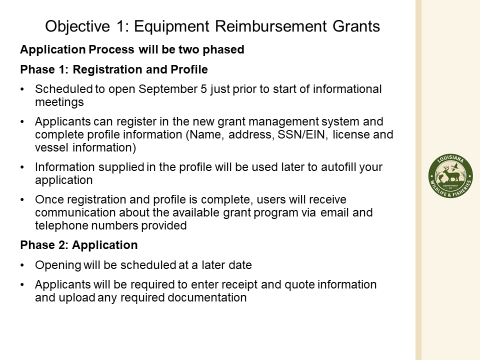 Objective 1: Equipment Reimbursement Grants
Application Process will be two phased
Phase 1: Registration and Profile
• Scheduled to open September 5 just prior to start of informational
meetings
• Applicants can register in the new grant management system and
complete profile information (Name, address, SSN/EIN, license and
vessel information)
• Information supplied in the profile will be used later to autofill your
application
• Once registration and profile is complete, users will receive
communication about the available grant program via email and
telephone numbers provided
Phase 2: Application
• Opening will be scheduled at a later date
• Applicants will be required to enter receipt and quote information
and upload any required documentation
LOUISIANA
WILDLIFE & FISHERIES